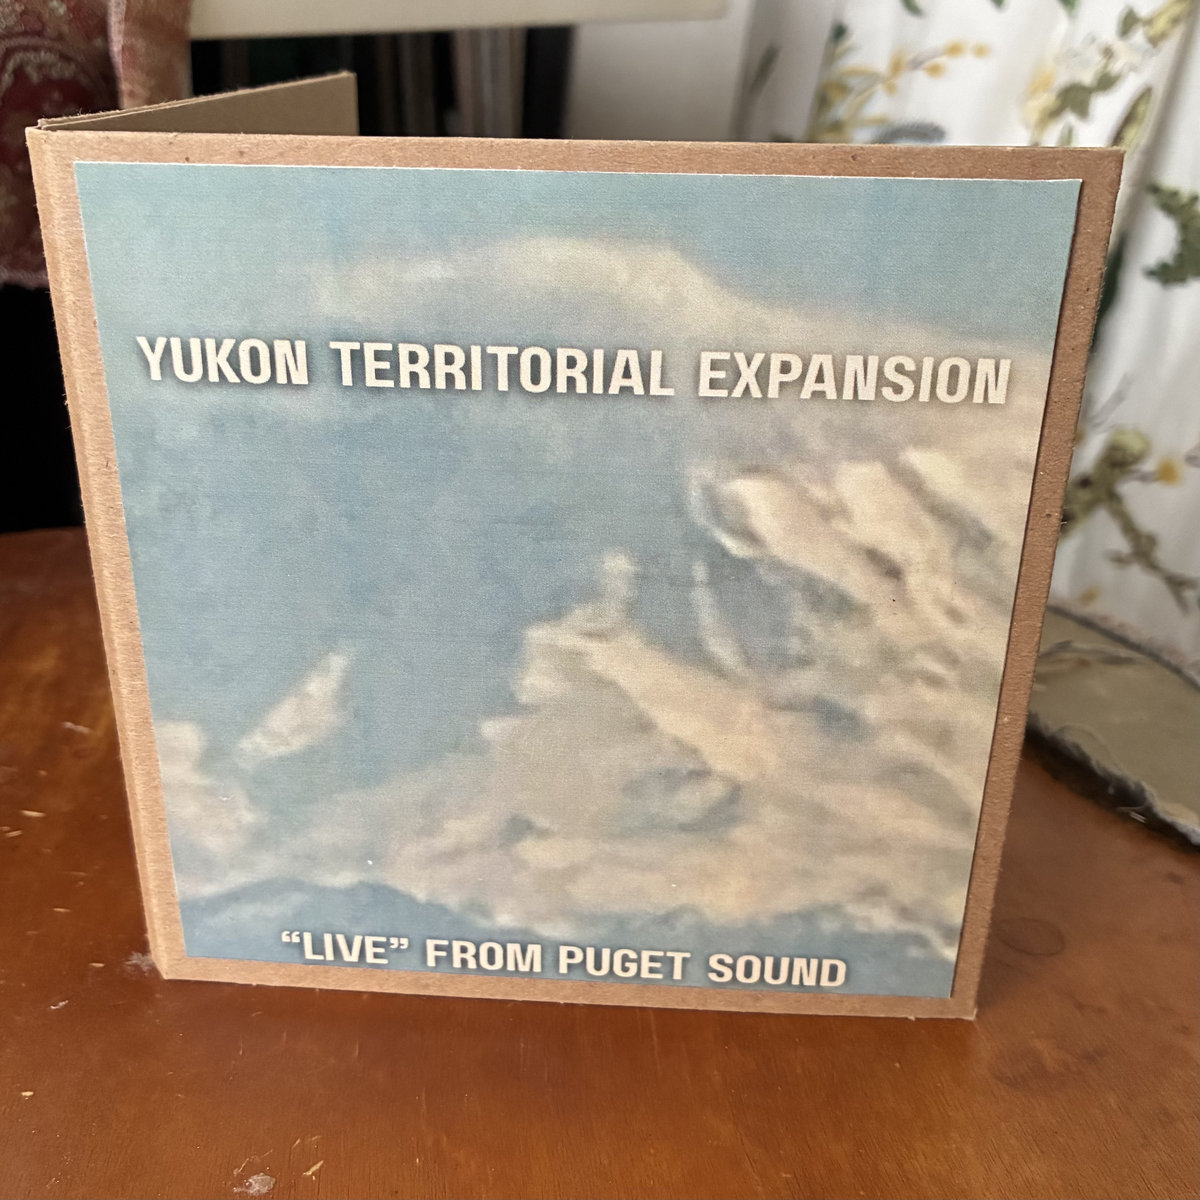 YUKON TERRITORIAL EXPANSION
“LIVE” FROM PUGET SOUND